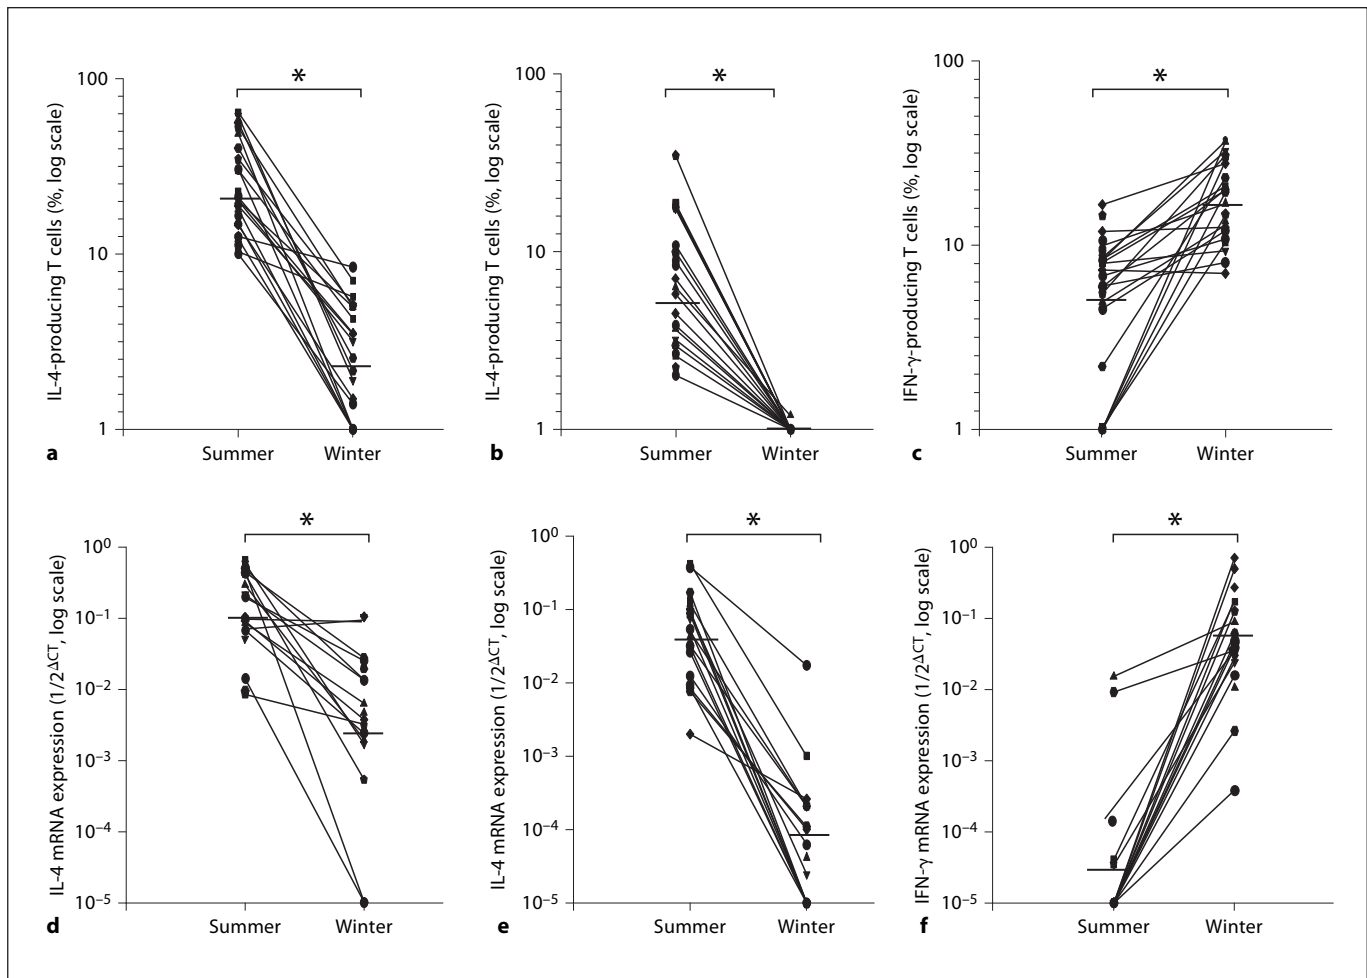 *
100
10
1
IL-4-producing T cells (%, log scale)
Summer
Winter
a
*
100
10
1
IL-4-producing T cells (%, log scale)
Summer
Winter
b
*
100
10
1
IFN-γ-producing T cells (%, log scale)
Summer
Winter
c
*
10⁰
10⁻¹
10⁻²
10⁻³
10⁻⁴
10⁻⁵
IL-4 mRNA expression (1/2^ΔCT, log scale)
Summer
Winter
d
*
10⁰
10⁻¹
10⁻²
10⁻³
10⁻⁴
10⁻⁵
IL-4 mRNA expression (1/2^ΔCT, log scale)
Summer
Winter
e
*
10⁰
10⁻¹
10⁻²
10⁻³
10⁻⁴
10⁻⁵
IFN-γ mRNA expression (1/2^ΔCT, log scale)
Summer
Winter
f